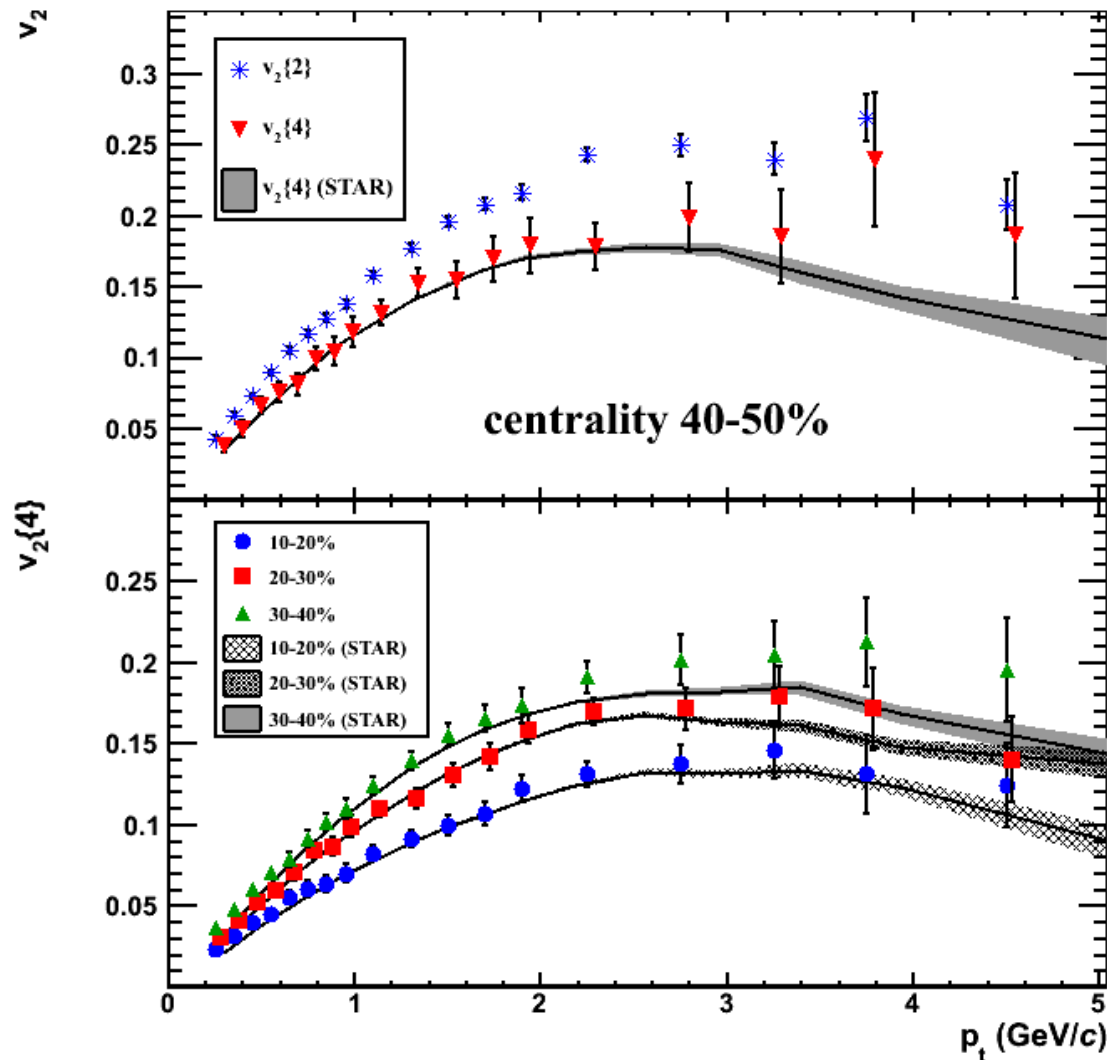 v₂
0.3
0.25
0.2
0.15
0.1
0.05
v₂{2}
v₂{4}
v₂{4} (STAR)
centrality 40-50%
v₂{4}
0.25
0.2
0.15
0.1
0.05
10-20%
20-30%
30-40%
10-20% (STAR)
20-30% (STAR)
30-40% (STAR)
0 1 2 3 4 5
pₜ (GeV/c)